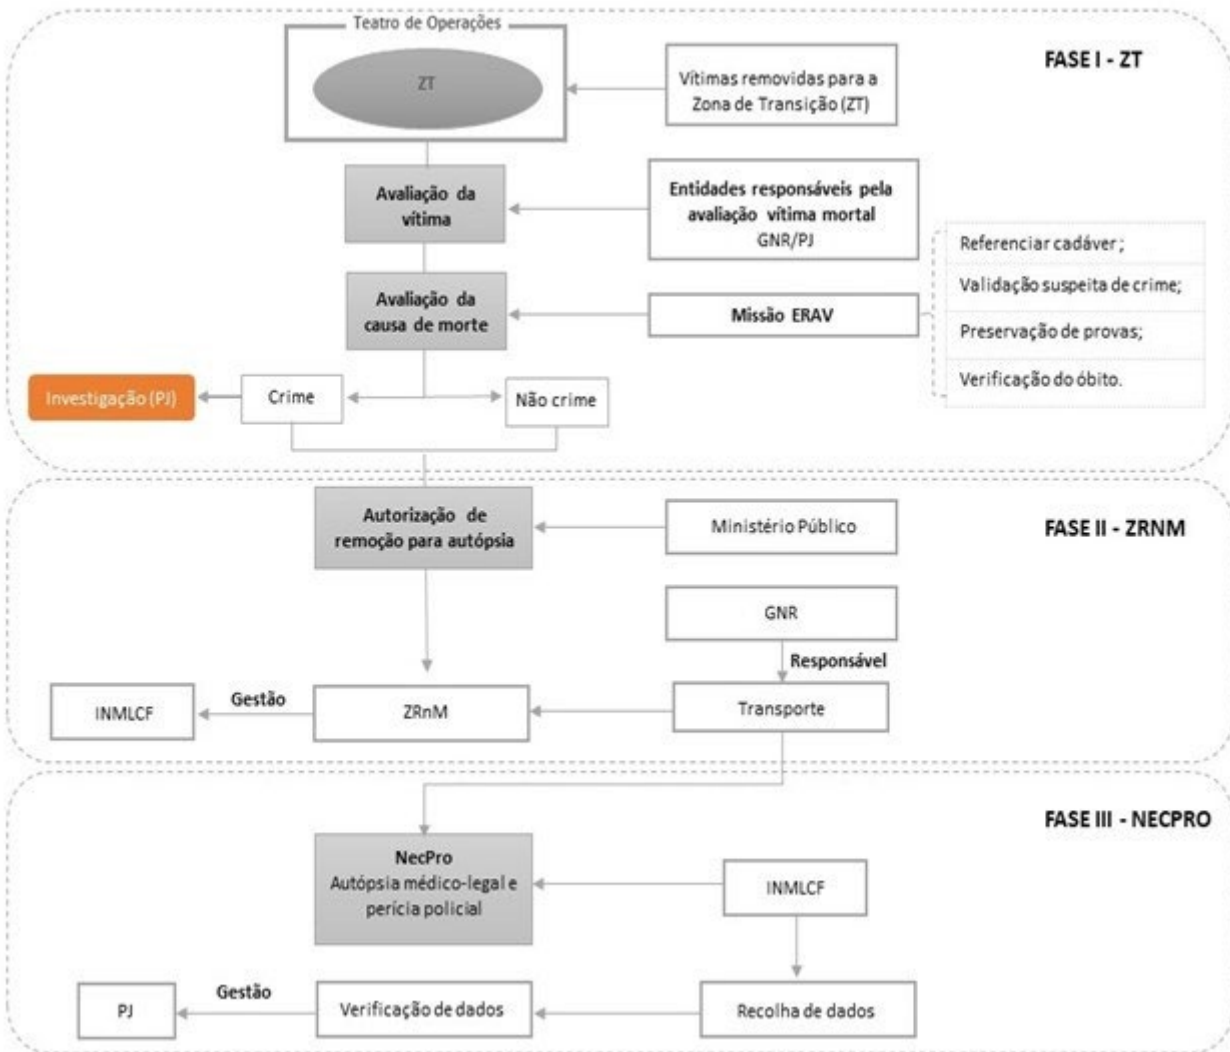 Teatro de Operações
ZT
Vítimas removidas para a
Zona de Transição (ZT)
FASE I - ZT
Avaliação da
vítima
Entidades responsáveis pela
avaliação vítima mortal
GNR/PJ
Avaliação da
causa de morte
Missão ERAV
Referenciar cadáver;
Validação suspeita de crime;
Preservação de provas;
Verificação do óbito.
Investigação (PJ)
Crime
Não crime
Autorização de
remoção para autópsia
Ministério Público
FASE II - ZRNM
GNR
Responsável
INMLCF
Gestão
ZRnM
Transporte
FASE III - NECPRO
NecPro
Autópsia médico-legal e
perícia policial
INMLCF
PJ
Gestão
Verificação de dados
Recolha de dados